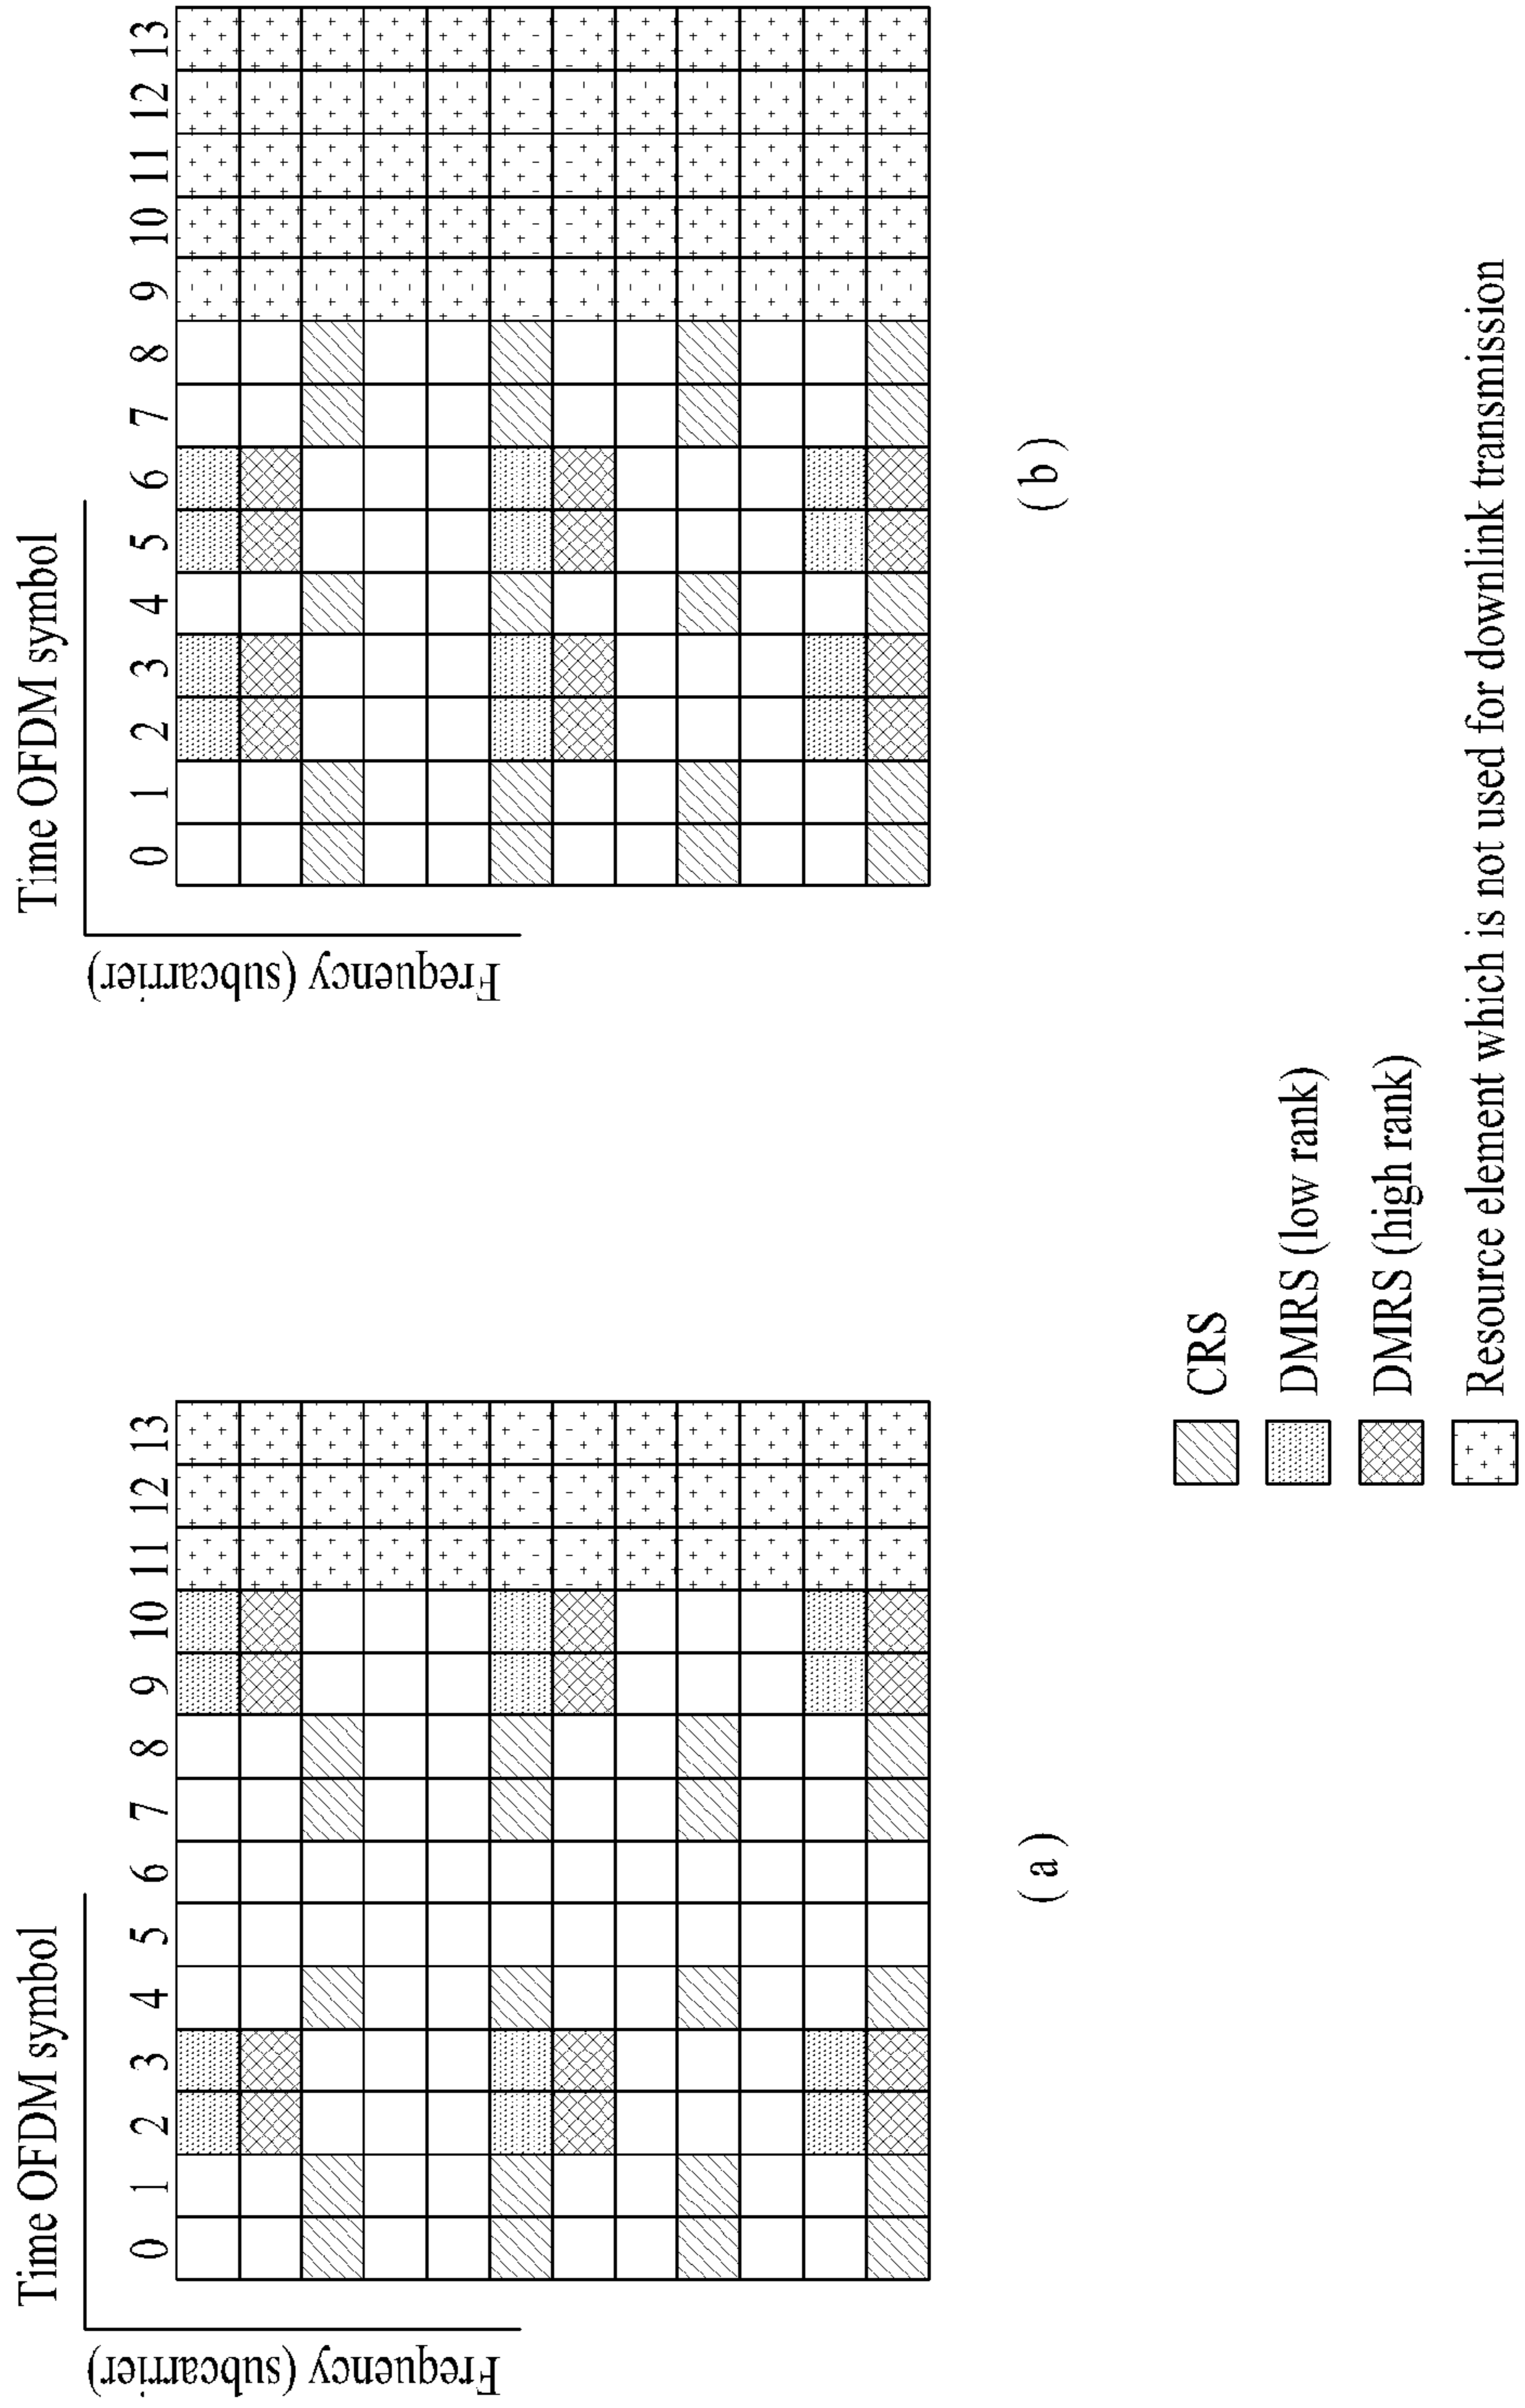 Time OFDM symbol
Frequency (subcarrier)
0 1 2 3 4 5 6 7 8 9 10 11 12 13
( a )
Time OFDM symbol
Frequency (subcarrier)
0 1 2 3 4 5 6 7 8 9 10 11 12 13
( b )
CRS
DMRS (low rank)
DMRS (high rank)
Resource element which is not used for downlink transmission